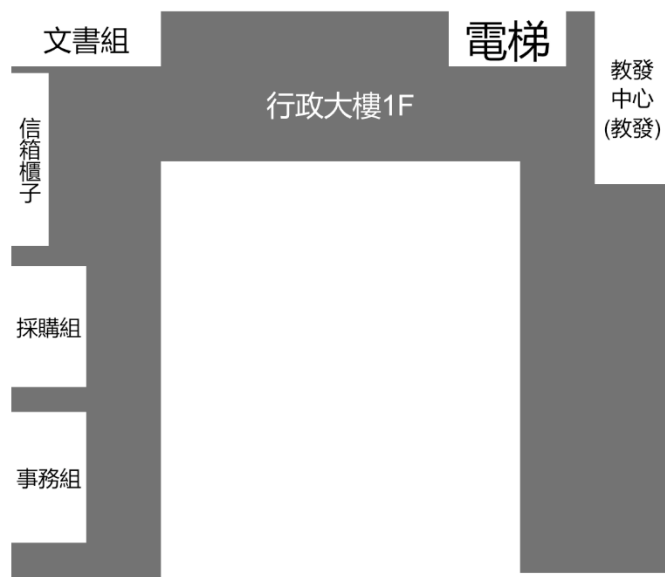 文書組
電梯
教發
中心
(教發)
行政大樓1F
信箱櫃子
採購組
事務組